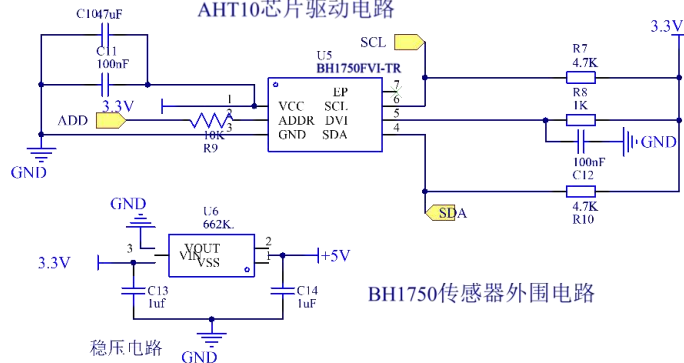 AHT10芯片驱动电路
C10 47uF
C11
100nF
3.3V
ADD
10K
R9
GND
U5
BH1750FVI-TR
1 VCC
2 ADDR
3 GND
EP 7
SCL 6
DVI 5
SDA 4
SCL
SDA
3.3V
R7
4.7K
R8
1K
GND
100nF
C12
4.7K
R10
GND
U6
662K.
3.3V
3
VOUT
VIN
VSS
2
1
+5V
C13
1uf
C14
1uF
GND
稳压电路
BH1750传感器外围电路